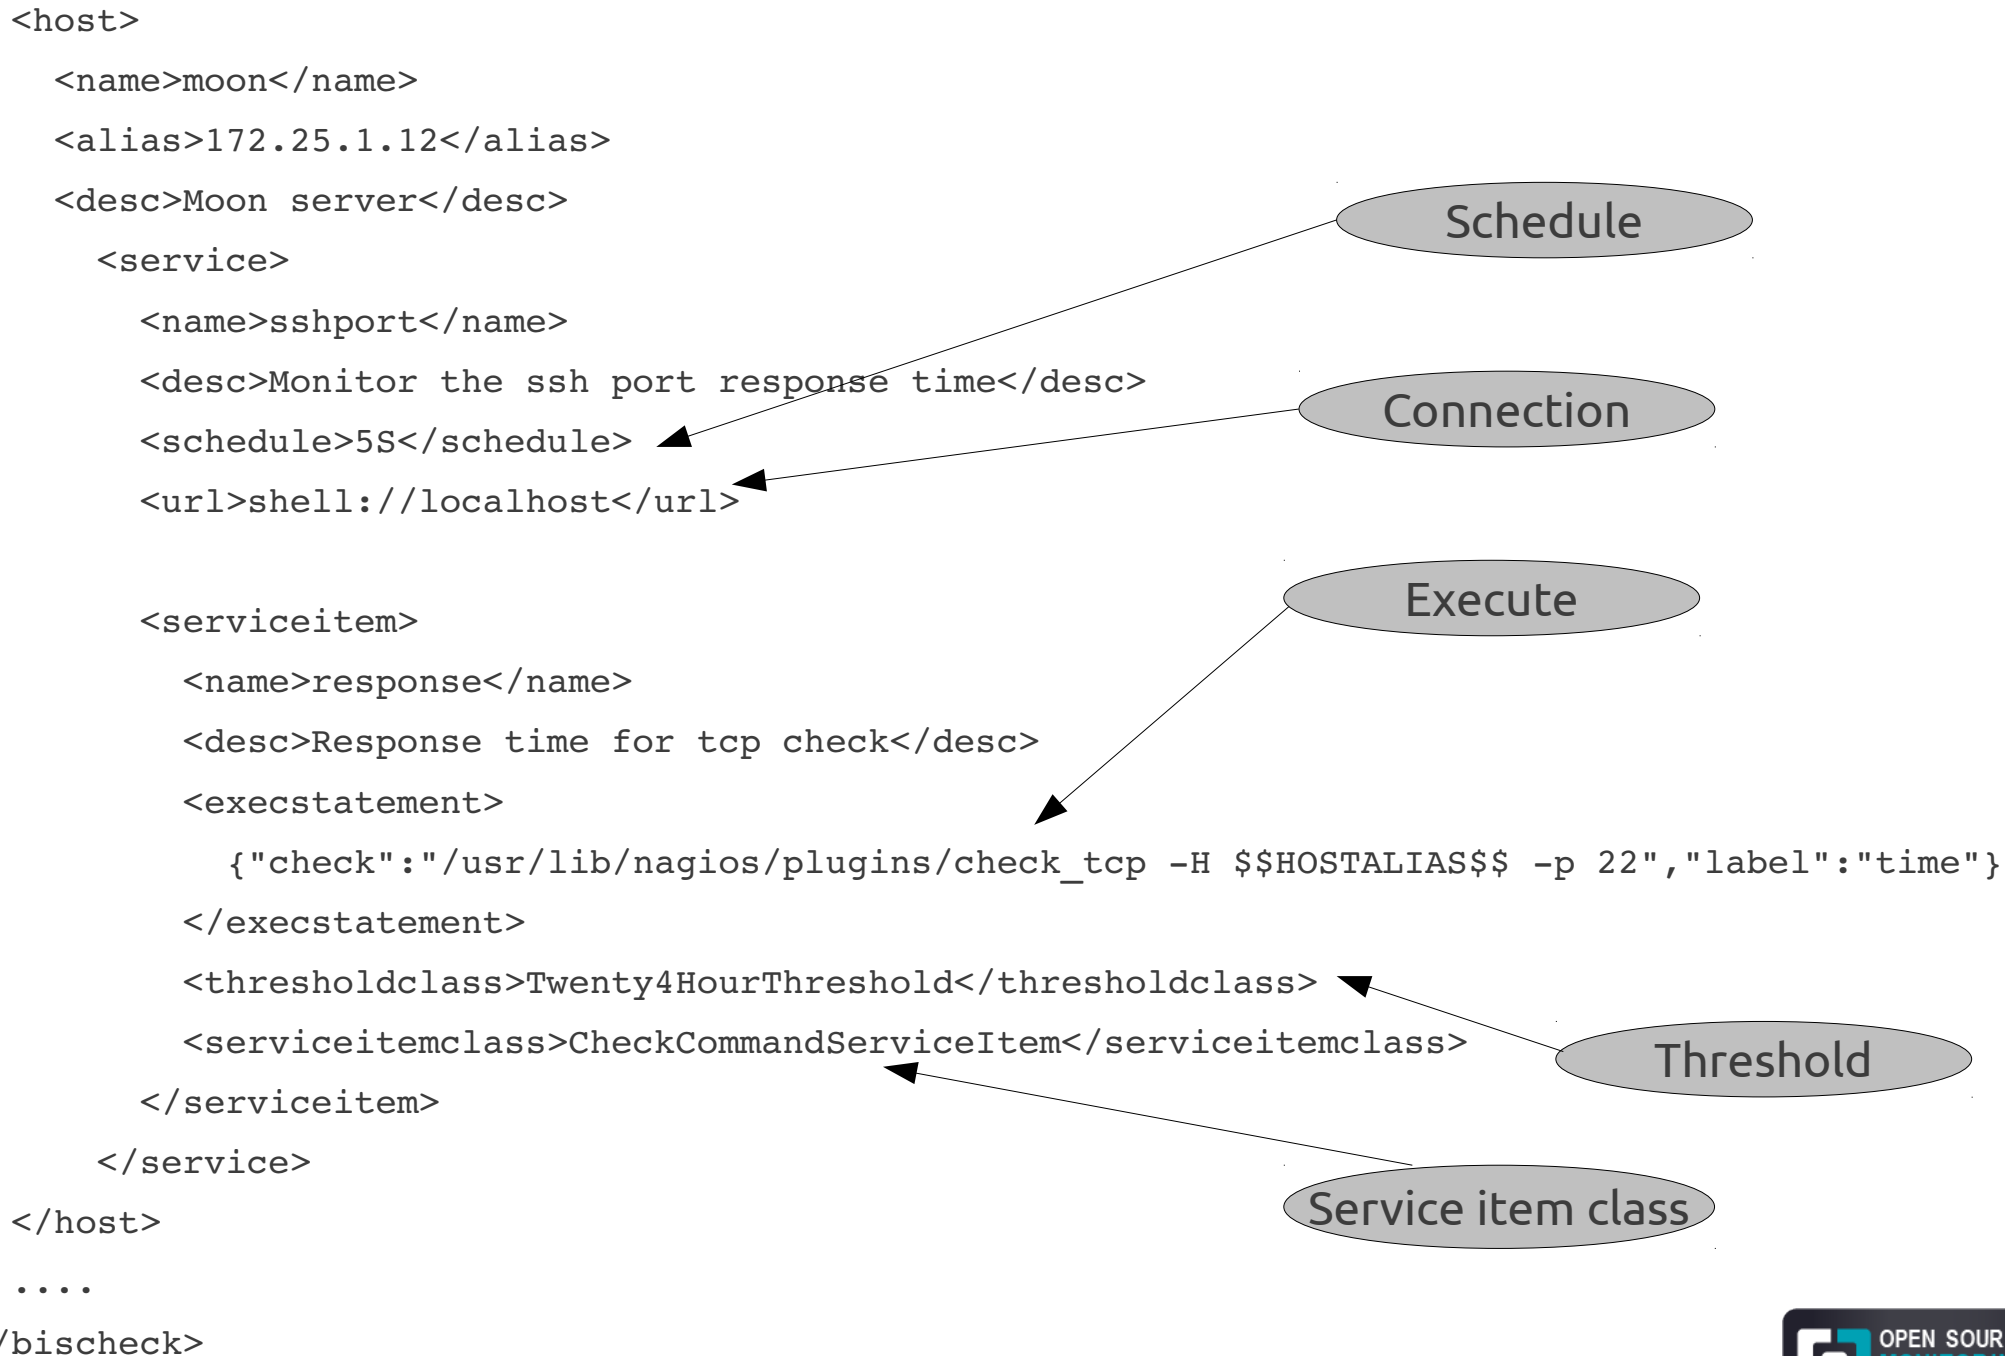 <host>
<name>moon</name>
<alias>172.25.1.12</alias>
<desc>Moon server</desc>
Schedule
<service>
<name>sshport</name>
<desc>Monitor the ssh port response time</desc>
Connection
<schedule>5S</schedule>
<url>shell://localhost</url>
Execute
<serviceitem>
<name>response</name>
<desc>Response time for tcp check</desc>
<execstatement>
{"check":"/usr/lib/nagios/plugins/check_tcp -H $$HOSTALIAS$$ -p 22","label":"time"}
</execstatement>
<thresholdclass>Twenty4HourThreshold</thresholdclass>
<serviceitemclass>CheckCommandServiceItem</serviceitemclass>
Threshold
</serviceitem>
</service>
Service item class
</host>
....
/bischeck>
OPEN SOUR